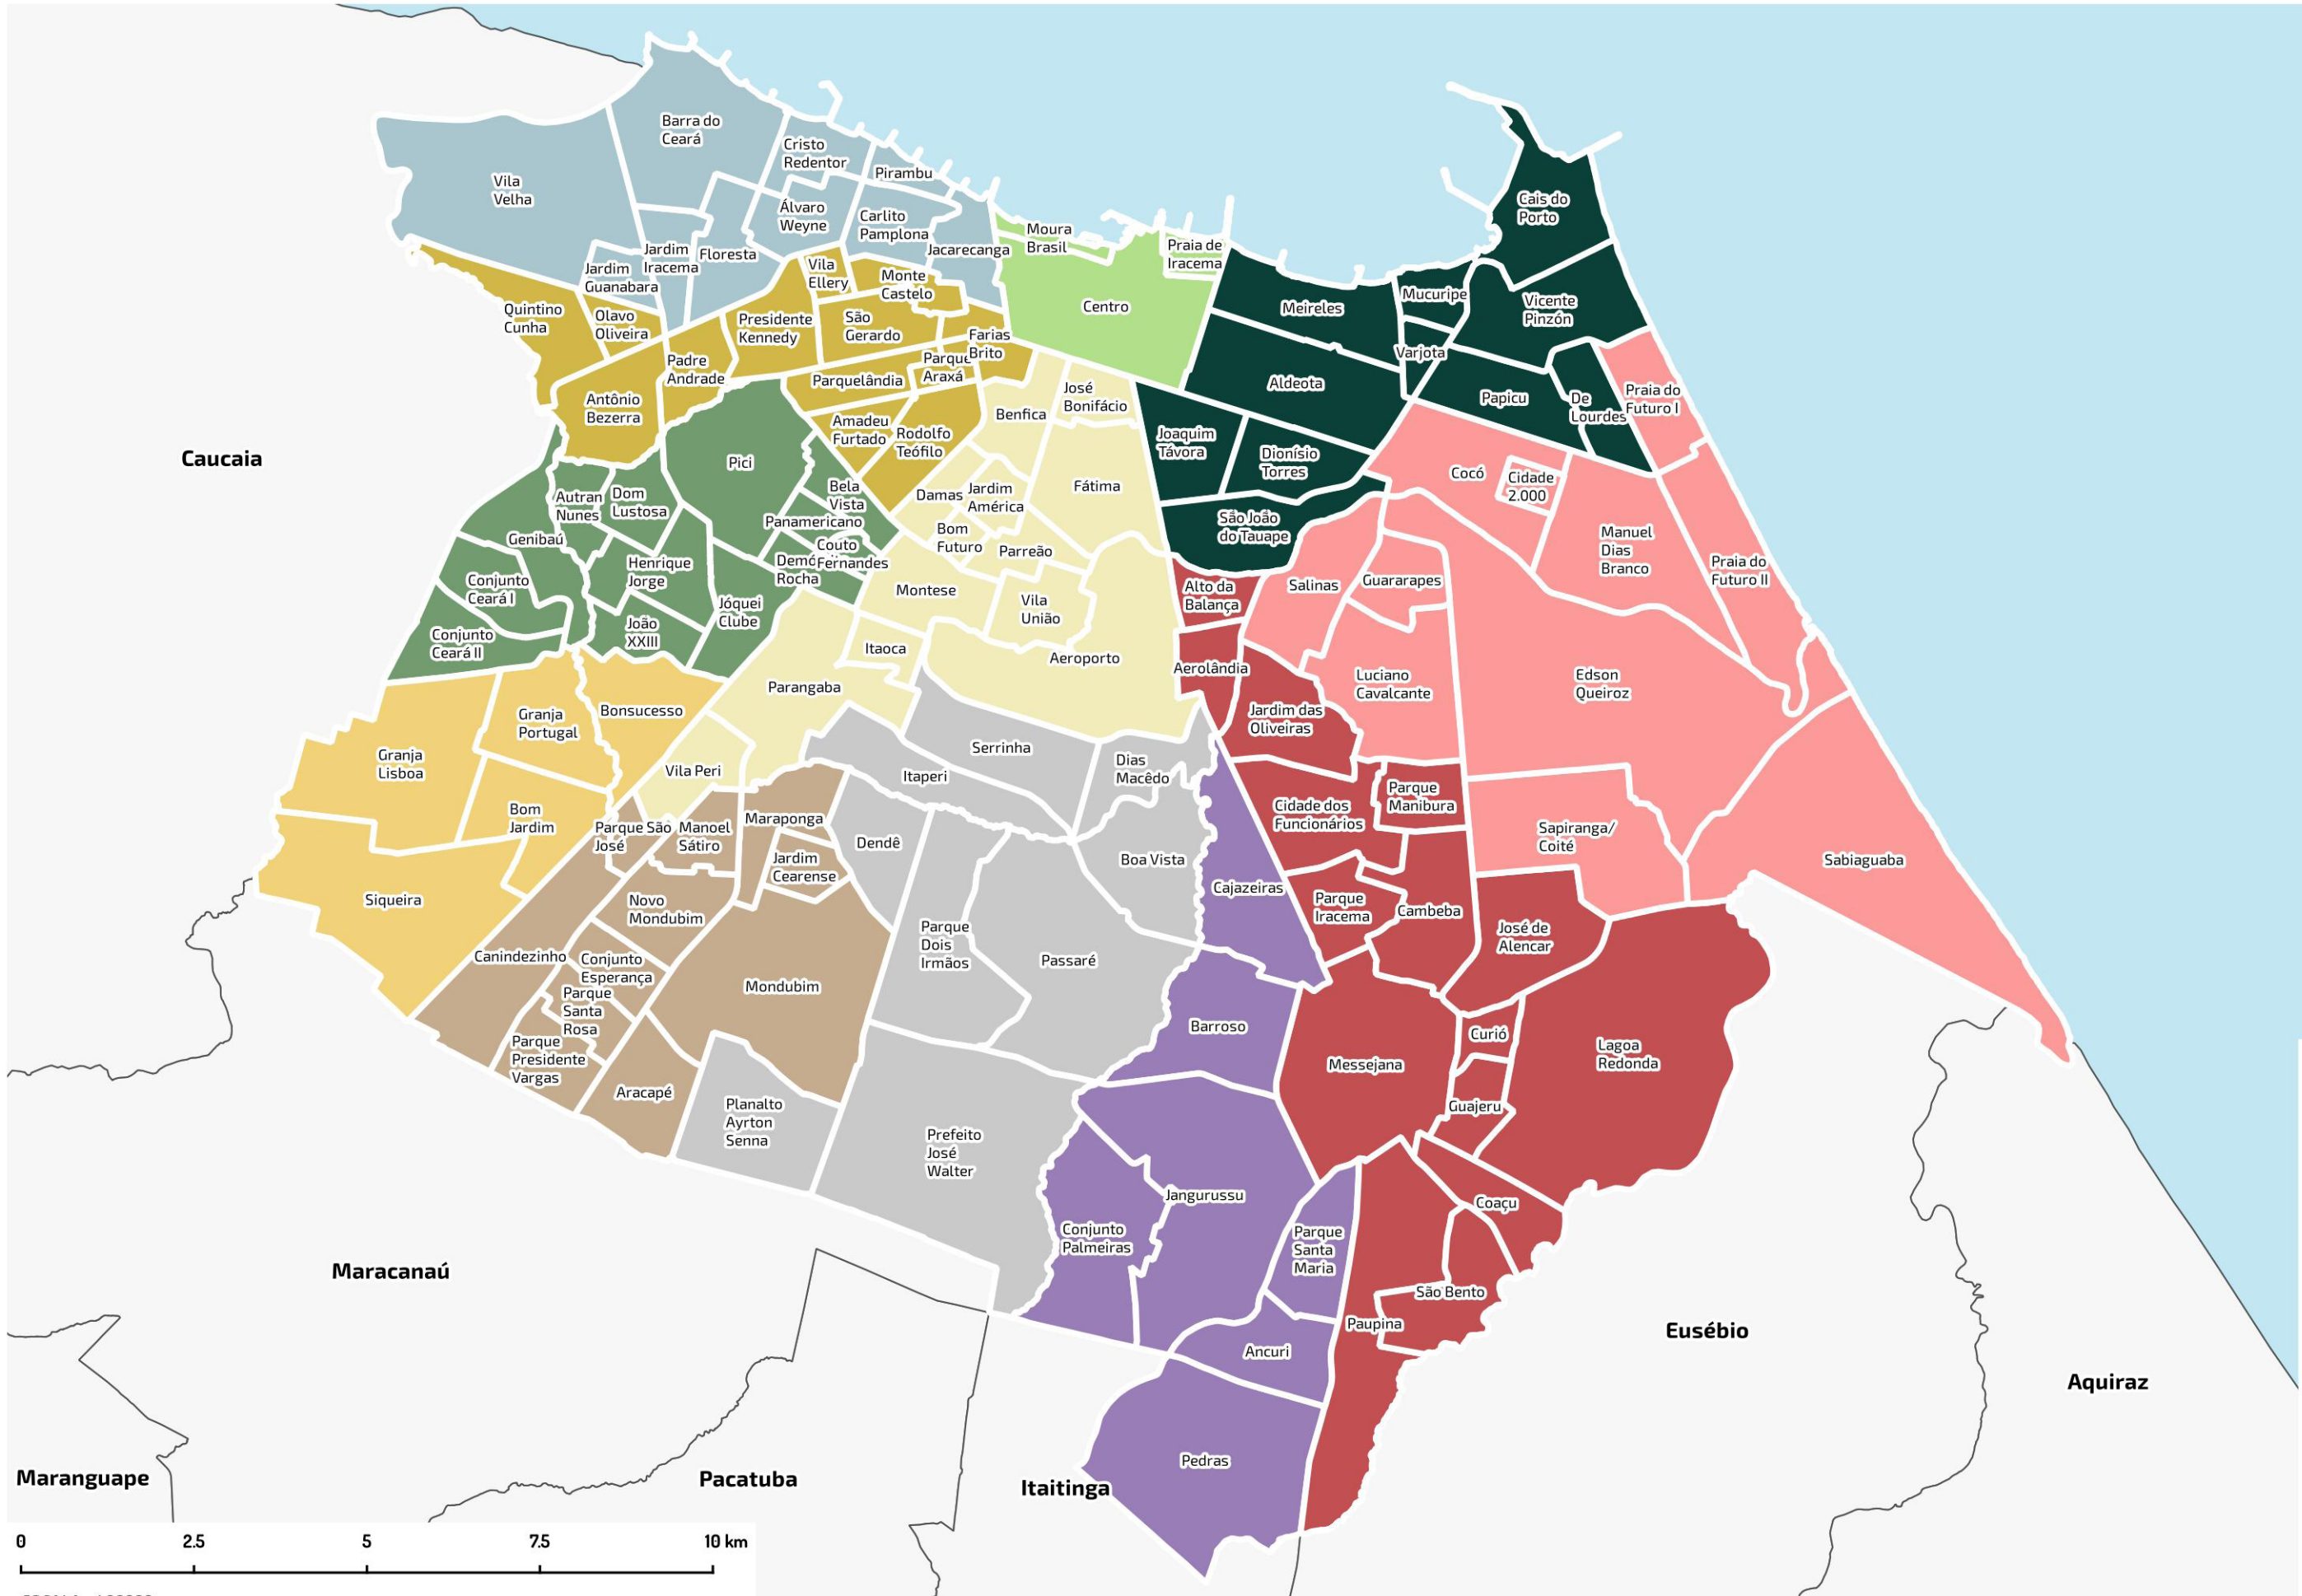 Barra do
Ceará
Cristo
Redentor
Pirambu
Vila
Velha
Álvaro
Weyne
Carlito
Pamplona
Jacarecanga
Jardim
Iracema
Floresta
Jardim
Guanabara
Moura
Brasil
Praia de
Iracema
Centro
Cais do
Porto
Meireles
Mucuripe
Vicente
Pinzón
Varjota
Aldeota
Papicu
De
Lourdes
Praia do
Futuro I
Vila
Ellery
Monte
Castelo
Quintino
Cunha
Olavo
Oliveira
Presidente
Kennedy
São
Gerardo
Farias
Brito
Padre
Andrade
Parquelândia
Parque
Araxá
Antônio
Bezerra
Amadeu
Furtado
Rodolfo
Teófilo
Benfica
José
Bonifácio
Joaquim
Távora
Dionísio
Torres
Cocó
Cidade
2.000
Caucaia
Pici
Bela
Vista
Damas
Jardim
América
Fátima
Autran
Nunes
Dom
Lustosa
Panamericano
Bom
Futuro
São João
do Tauape
Genibaú
Couto
Fernandes
Parreão
Manuel
Dias
Branco
Henrique
Jorge
Demó
Rocha
Praia do
Futuro II
Conjunto
Ceará I
Montese
Alto da
Balança
Salinas
Guararapes
Jóquei
Clube
Vila
União
Conjunto
Ceará II
João
XXIII
Itaoca
Aeroporto
Aerolândia
Parangaba
Luciano
Cavalcante
Edson
Queiroz
Bonsucesso
Granja
Portugal
Jardim das
Oliveiras
Granja
Lisboa
Vila Peri
Serrinha
Itaperi
Dias
Macêdo
Parque
Manibura
Cidade dos
Funcionários
Bom
Jardim
Parque São
José
Manoel
Sátiro
Maraponga
Dendê
Sapiranga/
Coité
Jardim
Cearense
Boa Vista
Sabiaguaba
Cajazeiras
Siqueira
Novo
Mondubim
Parque
Iracema
Cambeba
José de
Alencar
Parque
Dois
Irmãos
Canindezinho
Conjunto
Esperança
Passaré
Mondubim
Parque
Santa
Rosa
Barroso
Curió
Parque
Presidente
Vargas
Lagoa
Redonda
Messejana
Aracapé
Guajeru
Planalto
Ayrton
Senna
Prefeito
José
Walter
Jangurussu
Coaçu
Conjunto
Palmeiras
Parque
Santa
Maria
Maracanaú
São Bento
Paupina
Eusébio
Ancuri
Aquiraz
Pedras
Maranguape
Pacatuba
Itaitinga
0 2.5 5 7.5 10 km